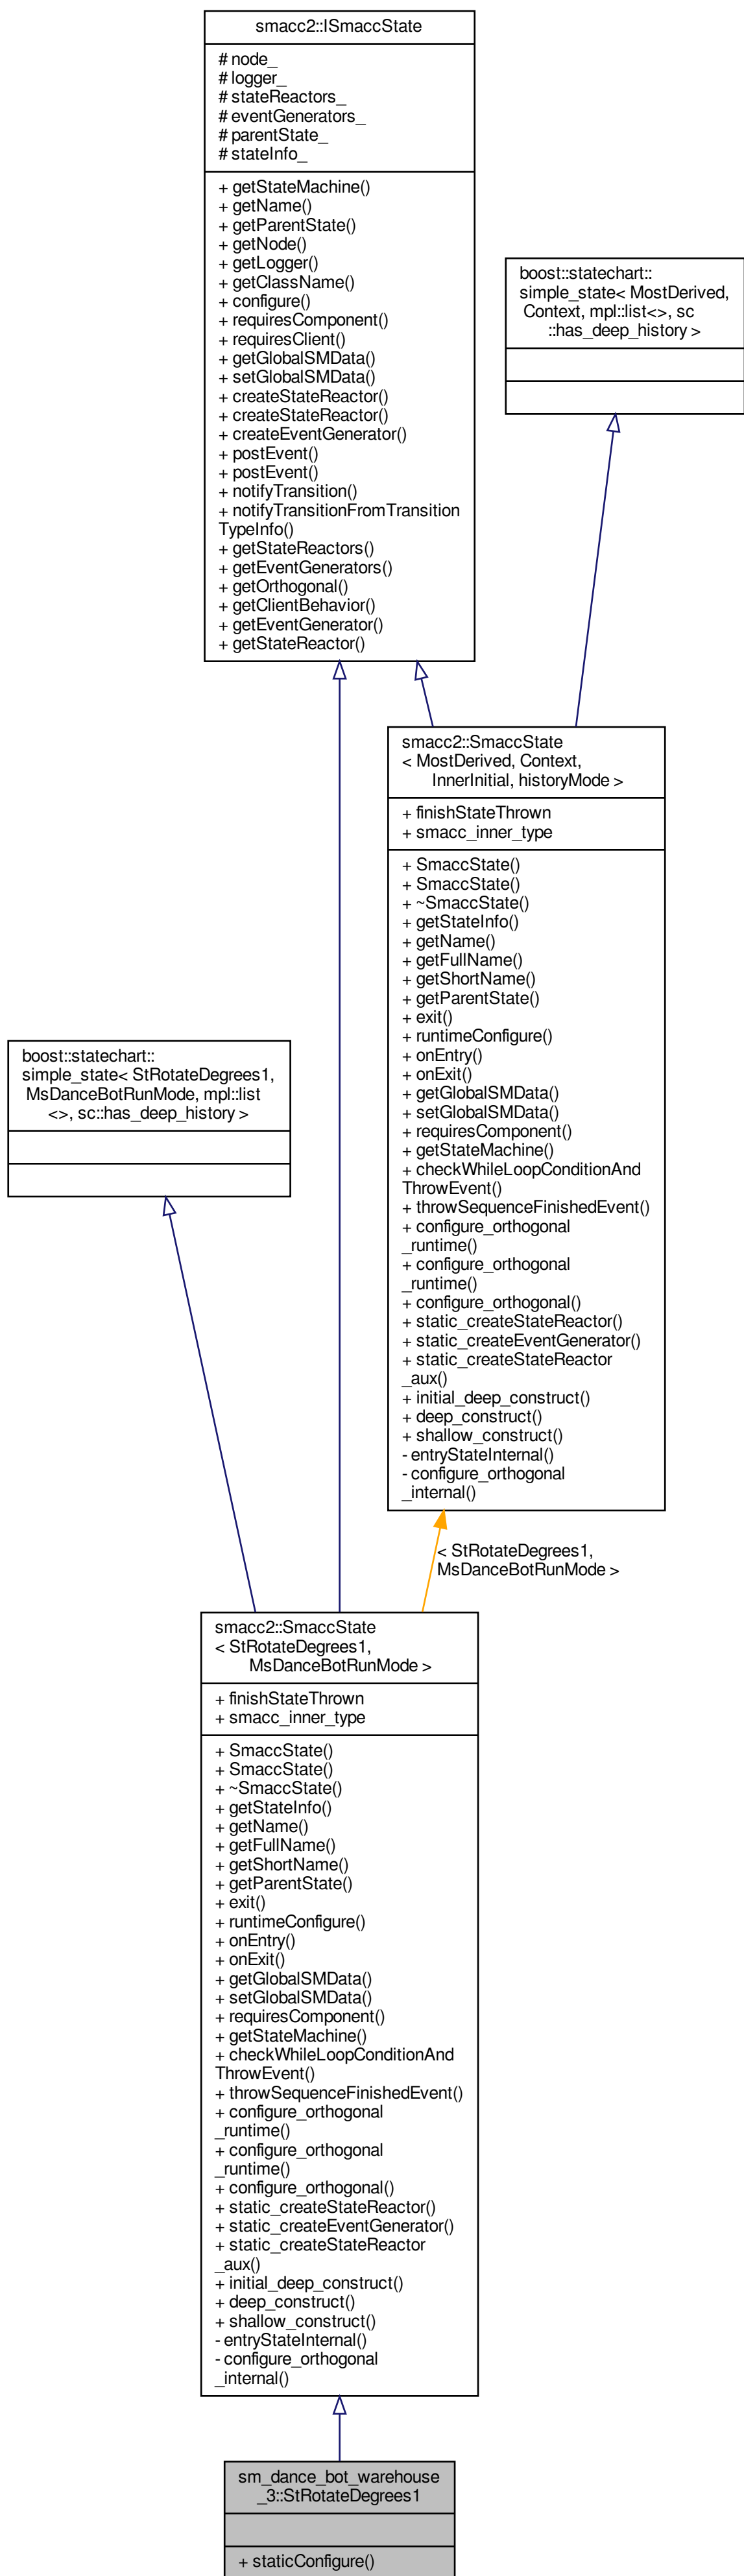 smacc2::ISmaccState
# node_
# logger_
# stateReactors_
# eventGenerators_
# parentState_
# stateInfo_
+ getStateMachine()
+ getName()
+ getParentState()
+ getNode()
+ getLogger()
+ getClassName()
+ configure()
+ requiresComponent()
+ requiresClient()
+ getGlobalSMData()
+ setGlobalSMData()
+ createStateReactor()
+ createStateReactor()
+ createEventGenerator()
+ postEvent()
+ postEvent()
+ notifyTransition()
+ notifyTransitionFromTransition
TypeInfo()
+ getStateReactors()
+ getEventGenerators()
+ getOrthogonal()
+ getClientBehavior()
+ getEventGenerator()
+ getStateReactor()
boost::statechart::
simple_state< MostDerived,
Context, mpl::list<>, sc
::has_deep_history >
smacc2::SmaccState
< MostDerived, Context,
InnerInitial, historyMode >
+ finishStateThrown
+ smacc_inner_type
+ SmaccState()
+ SmaccState()
+ ~SmaccState()
+ getStateInfo()
+ getName()
+ getFullName()
+ getShortName()
+ getParentState()
+ exit()
+ runtimeConfigure()
+ onEntry()
+ onExit()
+ getGlobalSMData()
+ setGlobalSMData()
+ requiresComponent()
+ getStateMachine()
+ checkWhileLoopConditionAnd
ThrowEvent()
+ throwSequenceFinishedEvent()
+ configure_orthogonal
_runtime()
+ configure_orthogonal
_runtime()
+ configure_orthogonal()
+ static_createStateReactor()
+ static_createEventGenerator()
+ static_createStateReactor
_aux()
+ initial_deep_construct()
+ deep_construct()
+ shallow_construct()
- entryStateInternal()
- configure_orthogonal
_internal()
boost::statechart::
simple_state< StRotateDegrees1,
MsDanceBotRunMode, mpl::list
<>, sc::has_deep_history >
< StRotateDegrees1,
MsDanceBotRunMode >
smacc2::SmaccState
< StRotateDegrees1,
MsDanceBotRunMode >
+ finishStateThrown
+ smacc_inner_type
+ SmaccState()
+ SmaccState()
+ ~SmaccState()
+ getStateInfo()
+ getName()
+ getFullName()
+ getShortName()
+ getParentState()
+ exit()
+ runtimeConfigure()
+ onEntry()
+ onExit()
+ getGlobalSMData()
+ setGlobalSMData()
+ requiresComponent()
+ getStateMachine()
+ checkWhileLoopConditionAnd
ThrowEvent()
+ throwSequenceFinishedEvent()
+ configure_orthogonal
_runtime()
+ configure_orthogonal
_runtime()
+ configure_orthogonal()
+ static_createStateReactor()
+ static_createEventGenerator()
+ static_createStateReactor
_aux()
+ initial_deep_construct()
+ deep_construct()
+ shallow_construct()
- entryStateInternal()
- configure_orthogonal
_internal()
sm_dance_bot_warehouse
_3::StRotateDegrees1
+ staticConfigure()